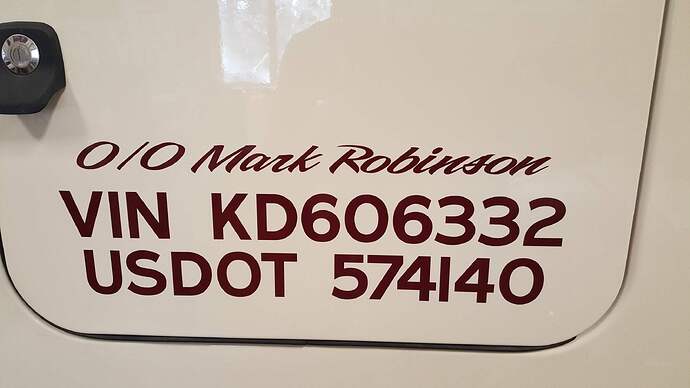 O/O Mark Robinson
VIN KD606332
USDOT 574140